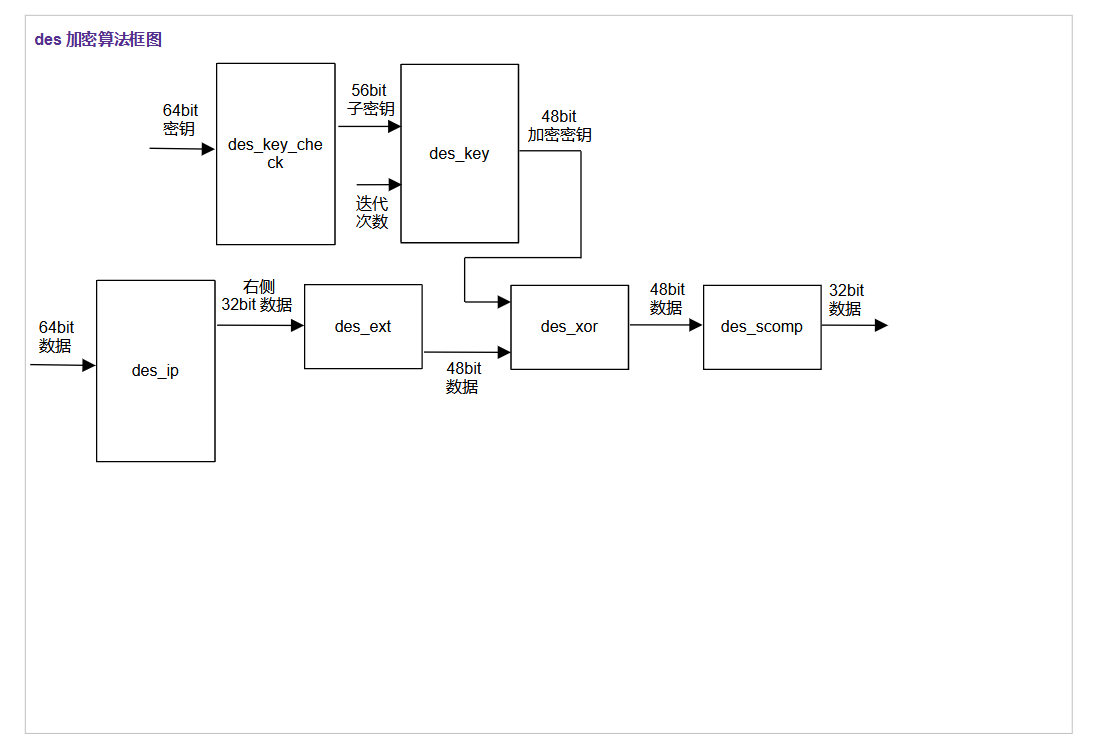 des 加密算法框图
64bit
密钥
des_key_che
ck
56bit
子密钥
迭代
次数
des_key
48bit
加密密钥
64bit
数据
des_ip
右侧
32bit 数据
des_ext
48bit
数据
des_xor
48bit
数据
des_scomp
32bit
数据